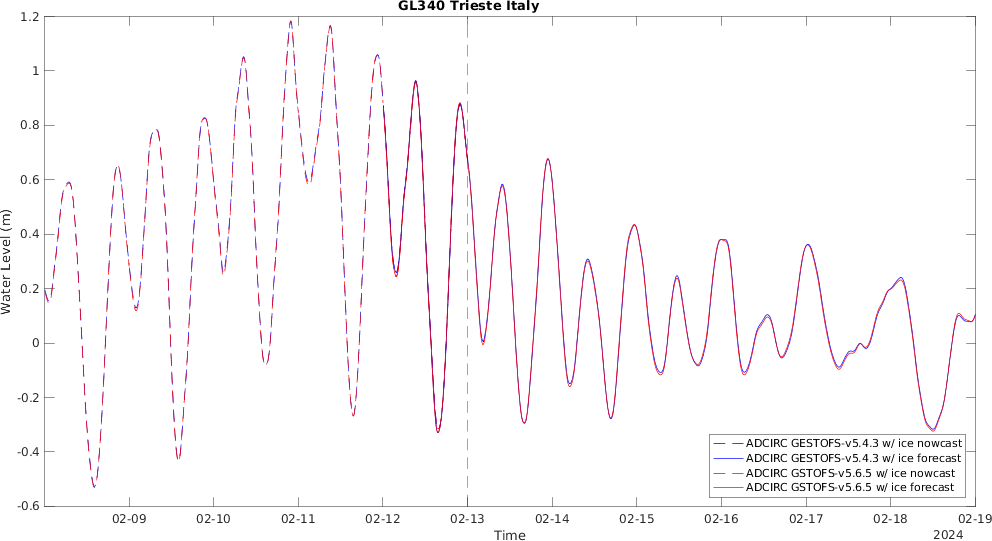 GL340 Trieste Italy
1.2
1
0.8
0.6
0.4
0.2
0
-0.2
-0.4
-0.6
Water Level (m)
ADCIRC GESTOFS-v5.4.3 w/ ice nowcast
ADCIRC GESTOFS-v5.4.3 w/ ice forecast
ADCIRC GSTOFS-v5.6.5 w/ ice nowcast
ADCIRC GSTOFS-v5.6.5 w/ ice forecast
02-09 02-10 02-11 02-12 02-13 02-14 02-15 02-16 02-17 02-18 02-19
Time
2024